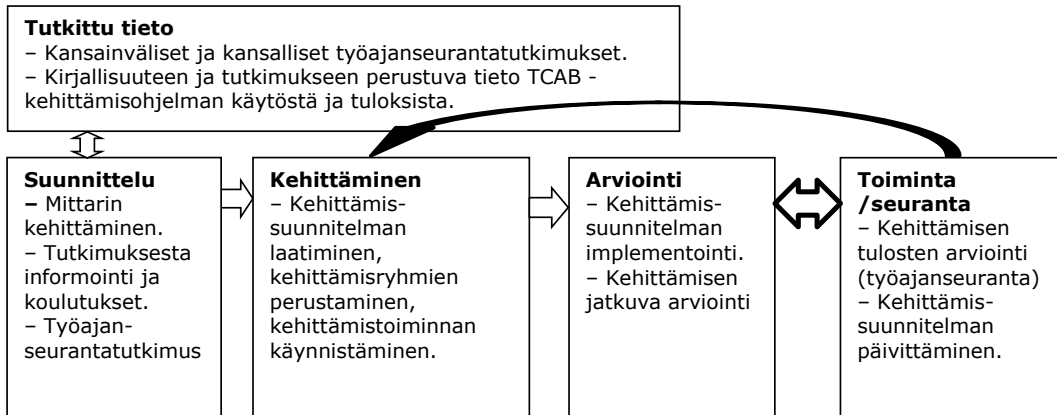 Tutkittu tieto
– Kansainväliset ja kansalliset työajanseurantatutkimukset.
– Kirjallisuuteen ja tutkimukseen perustuva tieto TCAB -
kehittämisohjelman käytöstä ja tuloksista.
Suunnittelu
– Mittarin
kehittäminen.
– Tutkimuksesta
informointi ja
koulutukset.
– Työajan-
seurantatutkimus
Kehittäminen
– Kehittämis-
suunnitelman
laatiminen,
kehittämisryhmien
perustaminen,
kehittämistoiminnan
käynnistäminen.
Arviointi
– Kehittämis-
suunnitelman
implementointi.
– Kehittämisen
jatkuva arviointi
Toiminta
/seuranta
– Kehittämisen
tulosten arviointi
(työajanseuranta)
– Kehittämis-
suunnitelman
päivittäminen.